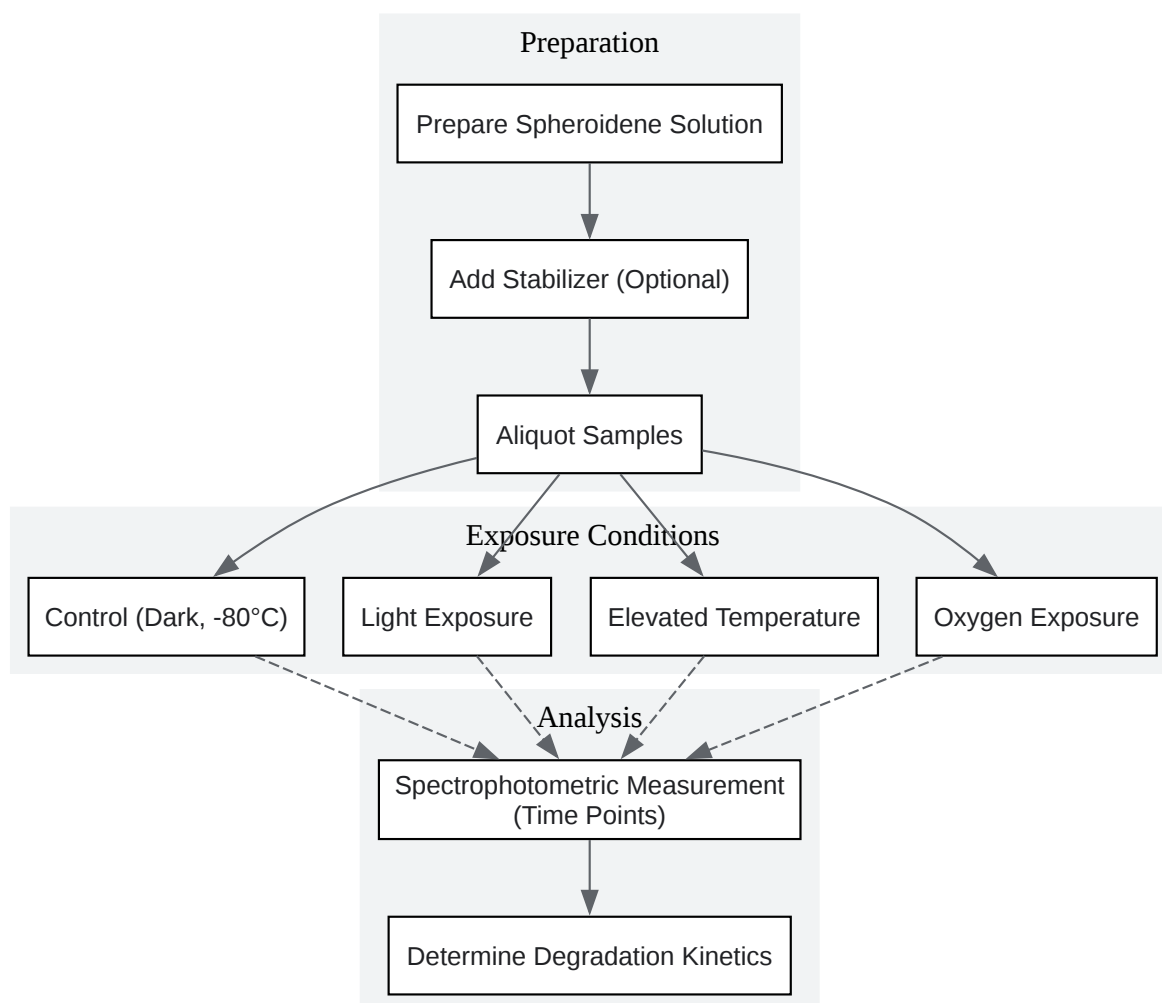 Preparation
Prepare Spheroidene Solution
Add Stabilizer (Optional)
Aliquot Samples
Exposure Conditions
Control (Dark, -80°C)
Light Exposure
Elevated Temperature
Oxygen Exposure
Analysis
Spectrophotometric Measurement
(Time Points)
Determine Degradation Kinetics